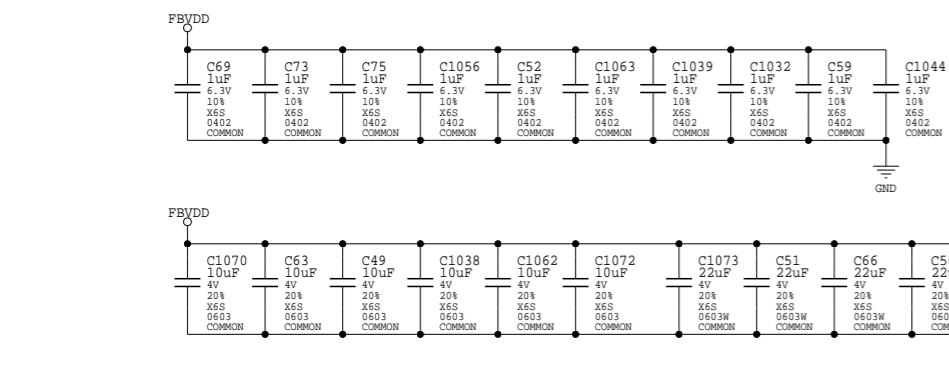 FBVDD
C69 C73 C75 C1056 C52 C1063 C1039 C1032 C59 C1044
1uF 1uF 1uF 1uF 1uF 1uF 1uF 1uF 1uF 1uF
6.3V 6.3V 6.3V 6.3V 6.3V 6.3V 6.3V 6.3V 6.3V 6.3V
10% 10% 10% 10% 10% 10% 10% 10% 10% 10%
X6S X6S X6S X6S X6S X6S X6S X6S X6S X6S
0402 0402 0402 0402 0402 0402 0402 0402 0402 0402
COMMON COMMON COMMON COMMON COMMON COMMON COMMON COMMON COMMON COMMON
GND
FBVDD
C1070 C63 C49 C1038 C1062 C1072 C1073 C51 C66
10uF 10uF 10uF 10uF 10uF 10uF 22uF 22uF 22uF
4V 4V 4V 4V 4V 4V 4V 4V 4V 4V
20% 20% 20% 20% 20% 20% 20% 20% 20% 20%
X6S X6S X6S X6S X6S X6S X6S X6S X6S X6S
0603 0603 0603 0603 0603 0603 0603W 0603W 0603W
COMMON COMMON COMMON COMMON COMMON COMMON COMMON COMMON COMMON